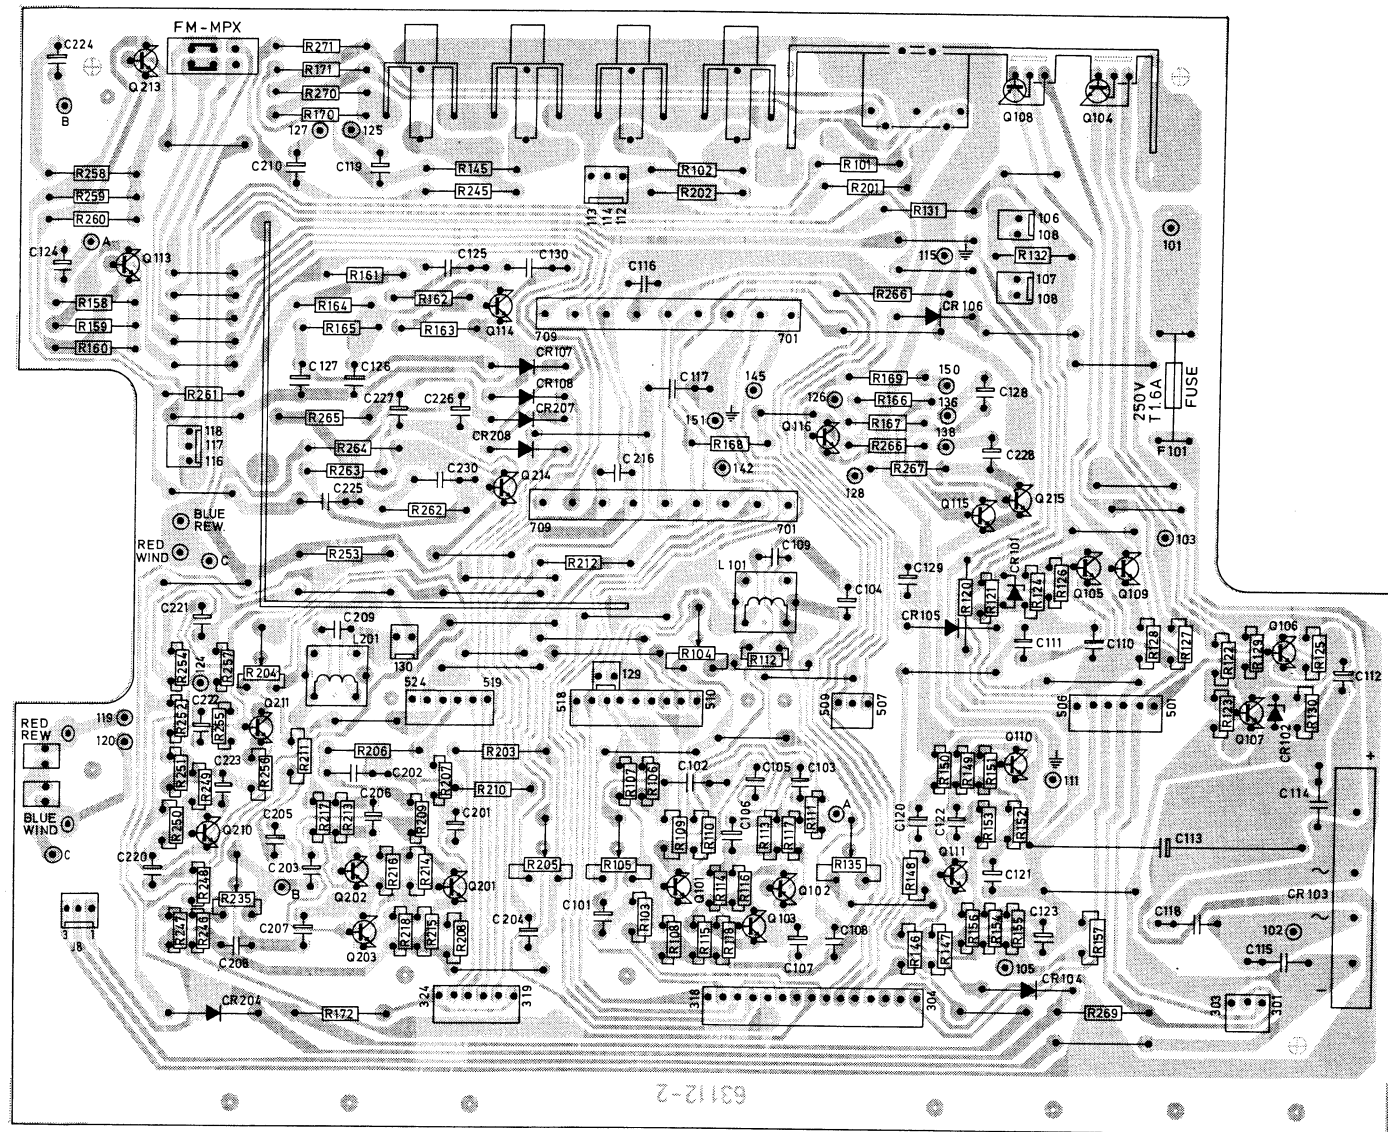 FM-MPX
C224
Q213
B
R271
R171
R270
R170
127
125
C210
C119
Q108
Q104
R258
R259
R260
A
C124
Q113
R158
R159
R160
R145
R245
113
114
112
R102
R202
R101
R201
R131
106
108
R132
107
108
115
101
R161
C125
C130
C116
R164
R162
R165
R163
Q114
709
701
R266
CR106
CR107
CR108
CR207
CR208
C127
C126
C227
C226
R261
R265
R264
R263
118
117
116
C225
C230
R262
Q214
C216
C117
145
151
R168
142
126
Q116
128
R169
R166
R167
R266
R267
150
136
138
C128
C228
250V
T1.6A
FUSE
F101
Q115
Q215
709
701
103
BLUE
REW.
RED
WIND
C
R253
R212
C109
L101
C104
C129
CR105
R120
R121
CR101
R124
R126
Q105
Q109
C111
C110
R128
R127
R122
R129
Q106
R125
C112
R123
Q107
CR102
R130
C221
R254
124
R257
R204
C209
L201
130
R104
R112
129
524
519
518
510
509
507
506
501
RED
REW
119
120
BLUE
WIND
C
R252
C222
R255
Q211
R251
R249
C223
R256
R211
R206
C202
R203
R207
R210
R250
Q210
C205
R217
R213
C206
R209
C201
C220
R248
R235
C203
B
Q202
R216
R214
Q201
R205
R247
R246
C208
C207
Q203
R218
R215
R208
C204
3
1
J8
R107
R106
C102
C105
C103
R109
R110
C106
R113
R117
R111
A
R105
Q101
R114
R116
Q102
R135
C101
R103
R108
R115
R118
Q103
C107
C108
R150
R149
R151
Q110
111
C120
C122
R153
R152
R148
Q111
C121
R146
R147
R156
R154
R155
C123
R157
105
CR104
C114
C113
CR103
C118
102
C115
+
~
~
−
CR204
R172
324
319
318
304
R269
303
301
63112-2